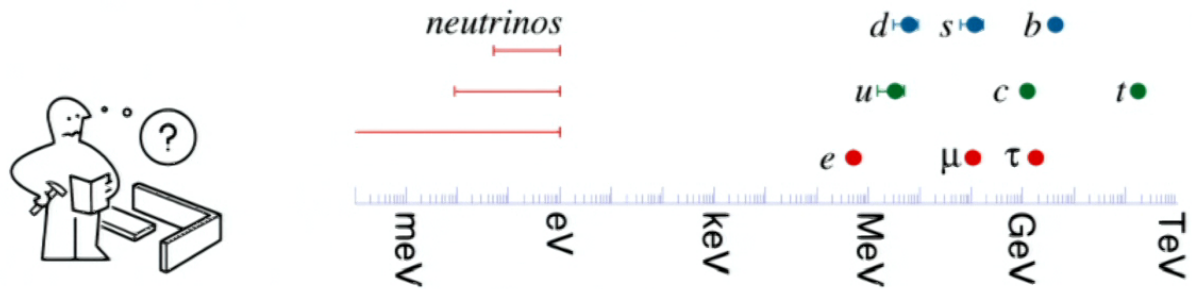 neutrinos d s b
u c t
? e μ τ
meV eV keV MeV GeV TeV